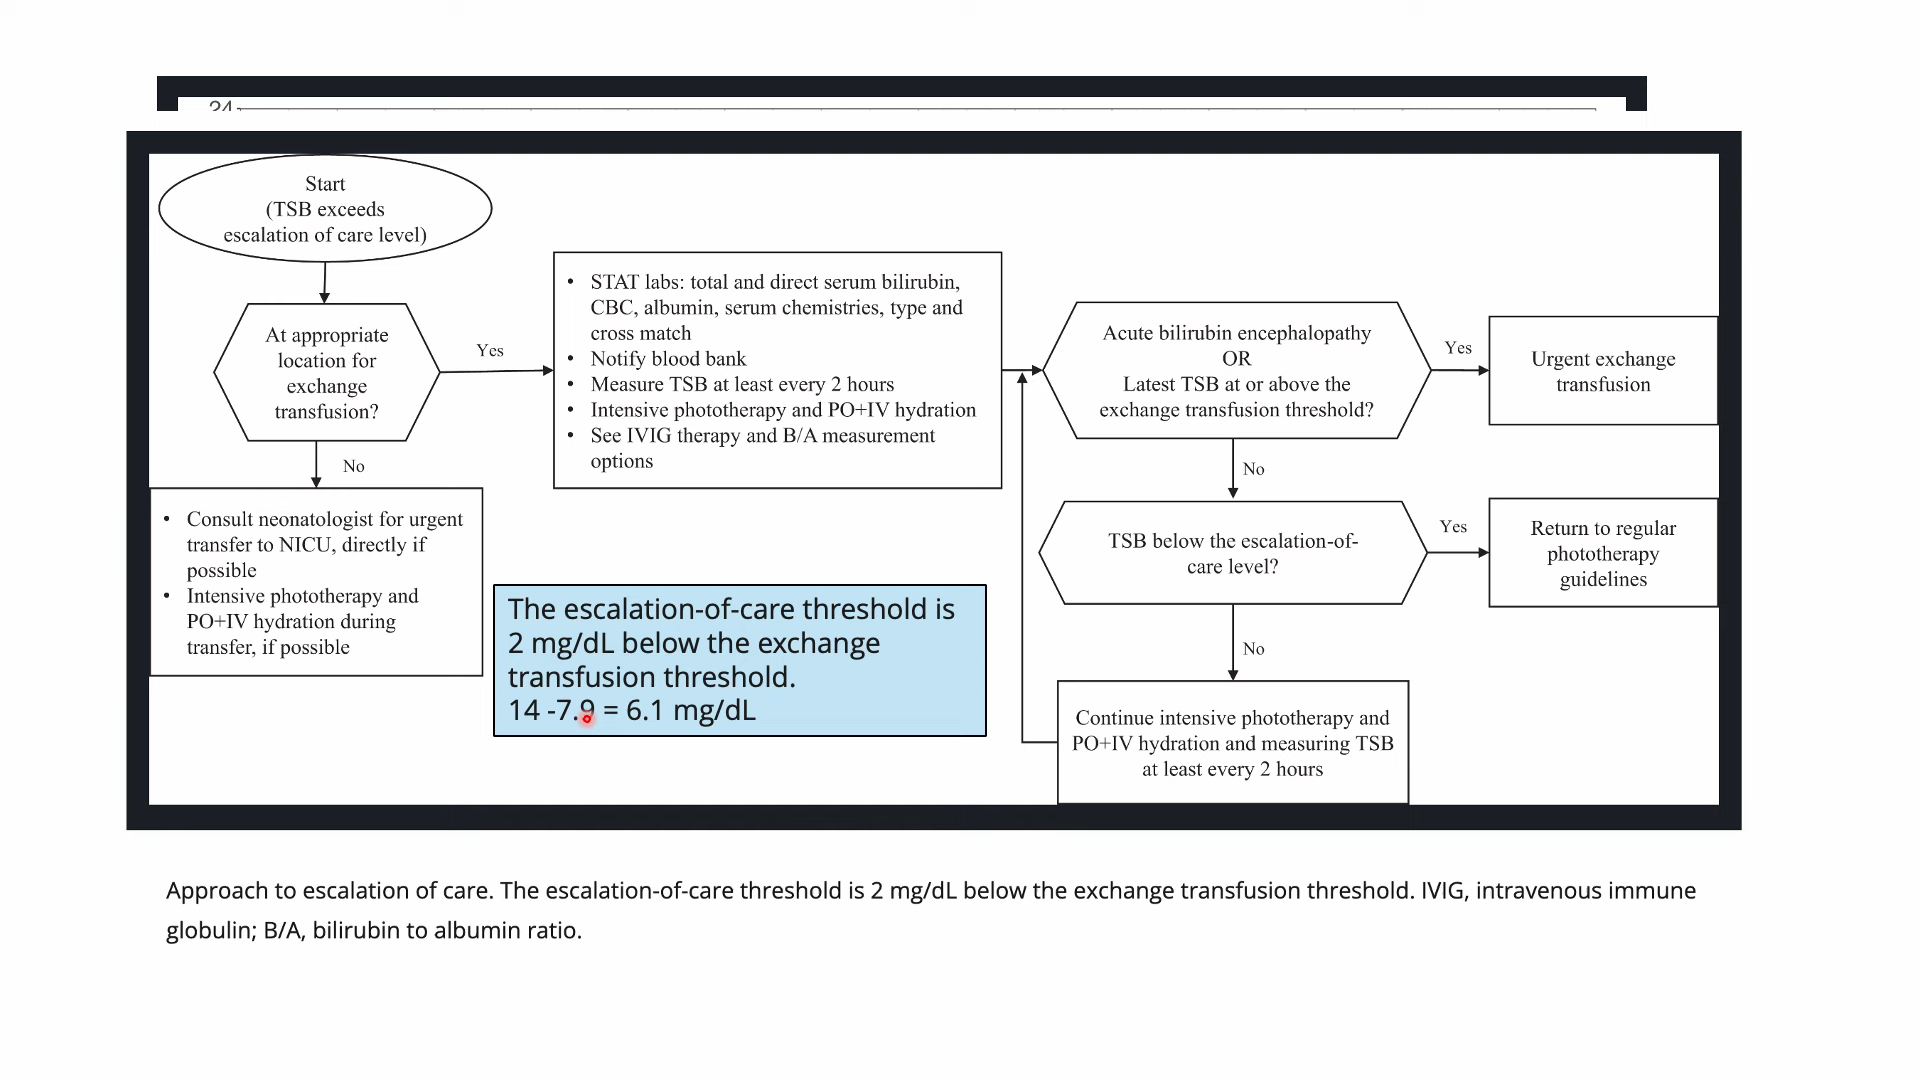 24
Start
(TSB exceeds
escalation of care level)
At appropriate
location for
exchange
transfusion?
Yes
No
• Consult neonatologist for urgent
transfer to NICU, directly if
possible
• Intensive phototherapy and
PO+IV hydration during
transfer, if possible
• STAT labs: total and direct serum bilirubin,
CBC, albumin, serum chemistries, type and
cross match
• Notify blood bank
• Measure TSB at least every 2 hours
• Intensive phototherapy and PO+IV hydration
• See IVIG therapy and B/A measurement
options
The escalation-of-care threshold is
2 mg/dL below the exchange
transfusion threshold.
14 -7.9 = 6.1 mg/dL
Acute bilirubin encephalopathy
OR
Latest TSB at or above the
exchange transfusion threshold?
Yes
Urgent exchange
transfusion
No
TSB below the escalation-of-
care level?
Yes
Return to regular
phototherapy
guidelines
No
Continue intensive phototherapy and
PO+IV hydration and measuring TSB
at least every 2 hours
Approach to escalation of care. The escalation-of-care threshold is 2 mg/dL below the exchange transfusion threshold. IVIG, intravenous immune
globulin; B/A, bilirubin to albumin ratio.